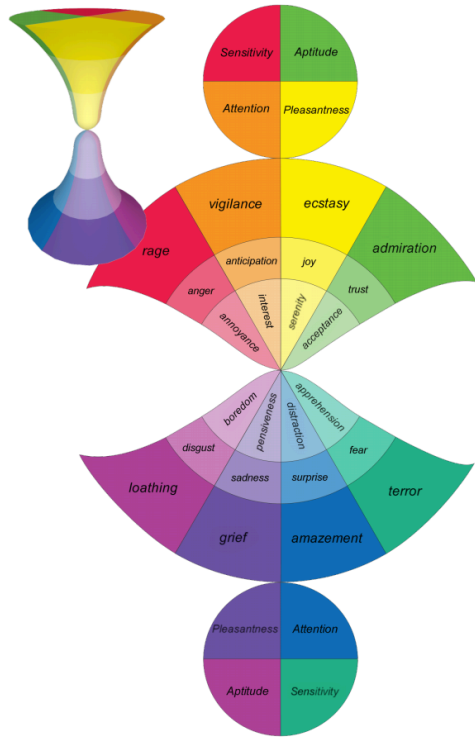 Sensitivity
Aptitude
Attention
Pleasantness
vigilance
ecstasy
rage
admiration
anticipation
joy
anger
trust
annoyance
interest
serenity
acceptance
boredom
pensiveness
distraction
apprehension
disgust
fear
sadness
surprise
loathing
terror
grief
amazement
Pleasantness
Attention
Aptitude
Sensitivity